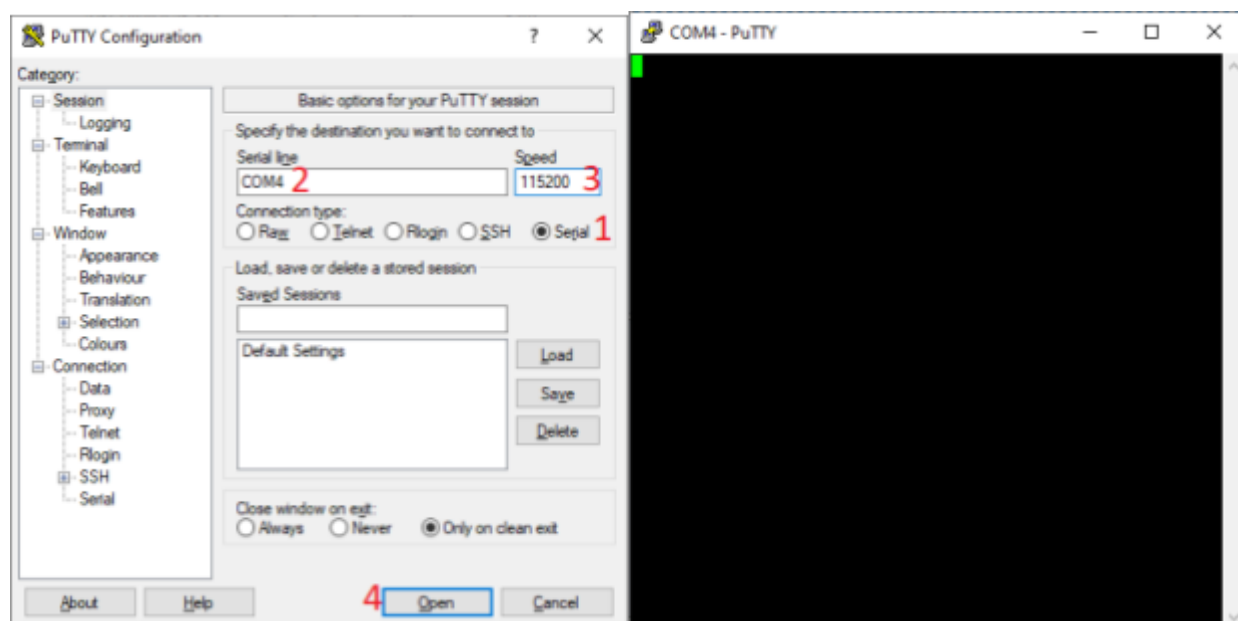 PuTTY Configuration
? ×
Category:
Session
Logging
Terminal
Keyboard
Bell
Features
Window
Appearance
Behaviour
Translation
Selection
Colours
Connection
Data
Proxy
Telnet
Rlogin
SSH
Serial
Basic options for your PuTTY session
Specify the destination you want to connect to
Serial line Speed
COM4 2 115200 3
Connection type:
Raw Telnet Rlogin SSH Serial 1
Load, save or delete a stored session
Saved Sessions
Default Settings
Load
Save
Delete
Close window on exit:
Always Never Only on clean exit
About Help 4 Open Cancel
COM4 - PuTTY